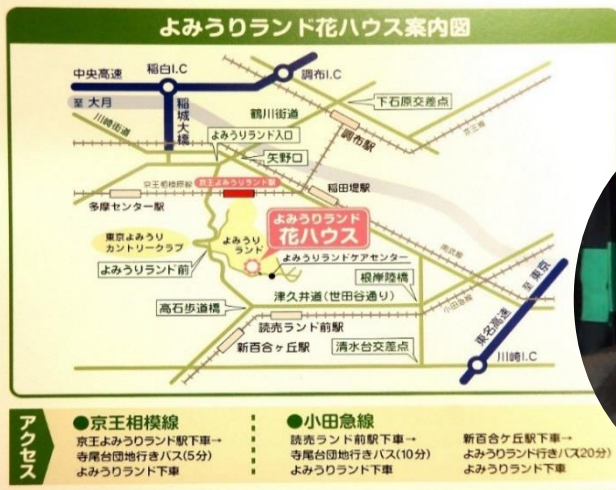 よみうりランド花ハウス案内図
中央高速
稲白I.C
調布I.C
至 大月
稲城大橋
鶴川街道
下石原交差点
川崎街道
よみうりランド入口
調布駅
京王線
矢野口
京王相模原線
京王よみうりランド駅
稲田堤駅
多摩センター駅
よみうりランド
花ハウス
東京よみうり
カントリークラブ
よみうり
ランド
南武線
よみうりランド前
よみうりランドケアセンター
根岸陸橋
至 東京
高石歩道橋
津久井道(世田谷通り)
小田急線
読売ランド前駅
東名高速
新百合ヶ丘駅
清水台交差点
川崎I.C
アクセス
●京王相模線
京王よみうりランド駅下車→
寺尾台団地行きバス(5分)
よみうりランド下車
●小田急線
読売ランド前駅下車→
寺尾台団地行きバス(10分)
よみうりランド下車
新百合ケ丘駅下車→
よみうりランド行きバス(20分)
よみうりランド下車